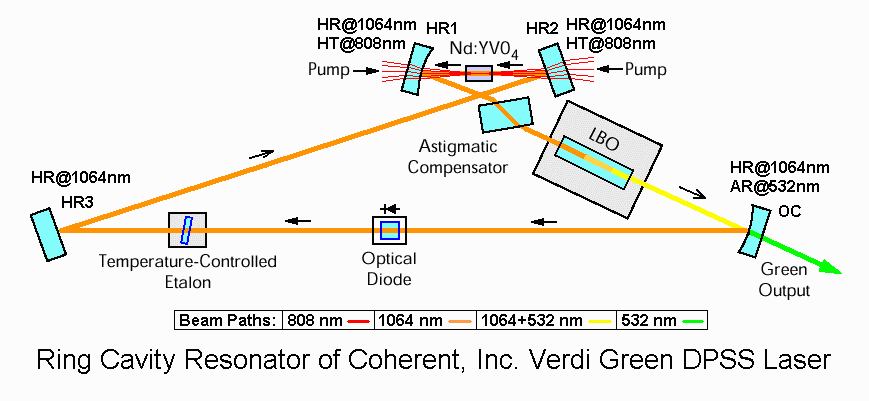 HR@1064nm
HT@808nm
HR1
HR2
HR@1064nm
HT@808nm
Nd:YV0₄
Pump
Pump
Astigmatic
Compensator
LBO
HR@1064nm
HR3
HR@1064nm
AR@532nm
OC
Temperature-Controlled
Etalon
Optical
Diode
Green
Output
Beam Paths: 808 nm 1064 nm 1064+532 nm 532 nm
Ring Cavity Resonator of Coherent, Inc. Verdi Green DPSS Laser